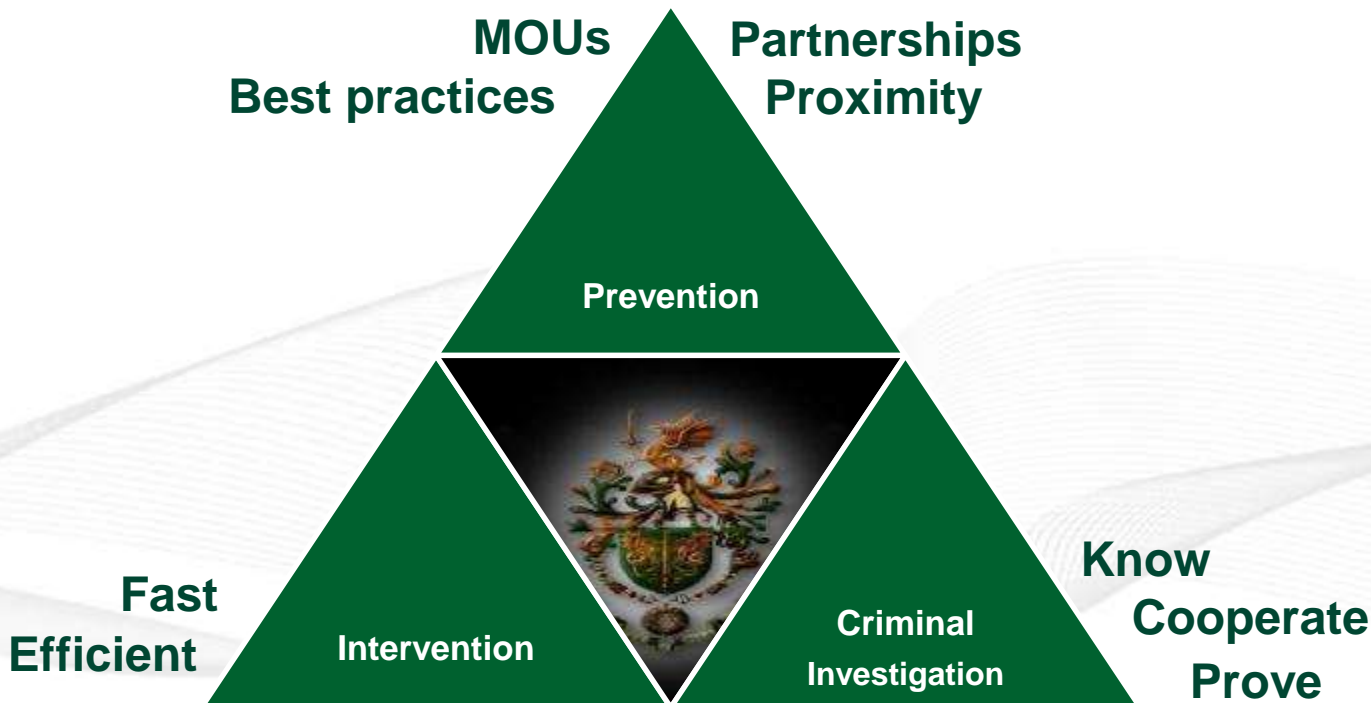 MOUs
Best practices
Partnerships
Proximity
Prevention
Fast
Efficient
Intervention
Criminal
Investigation
Know
Cooperate
Prove